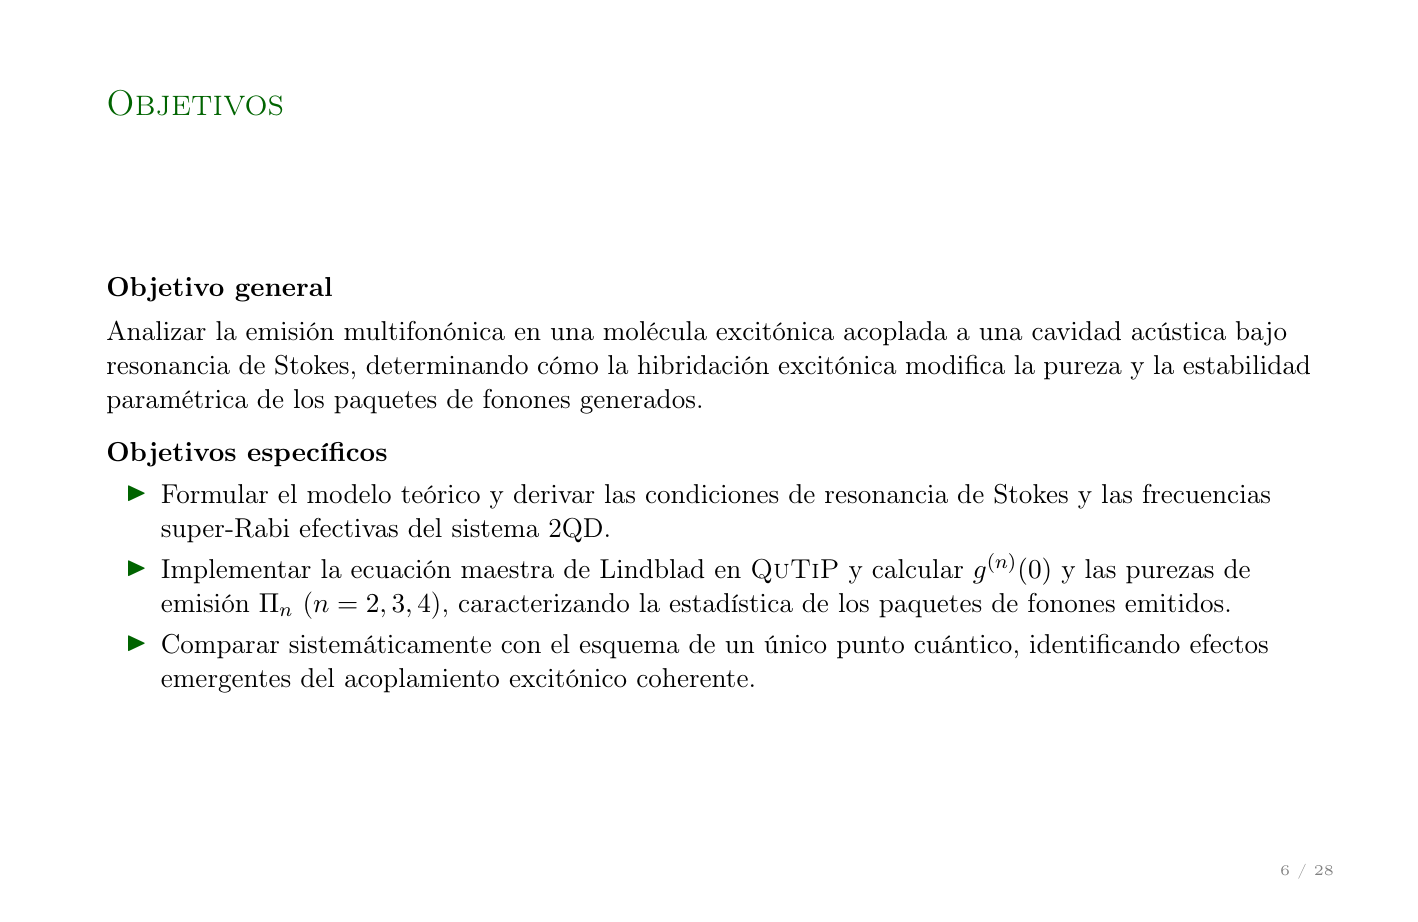 Objetivos
Objetivo general
Analizar la emisión multifonónica en una molécula excitónica acoplada a una cavidad acústica bajo
resonancia de Stokes, determinando cómo la hibridación excitónica modifica la pureza y la estabilidad
paramétrica de los paquetes de fonones generados.
Objetivos específicos
▶ Formular el modelo teórico y derivar las condiciones de resonancia de Stokes y las frecuencias
super-Rabi efectivas del sistema 2QD.
▶ Implementar la ecuación maestra de Lindblad en QuTiP y calcular $g^{(n)}(0)$ y las purezas de
emisión $\Pi_n$ $(n = 2, 3, 4)$, caracterizando la estadística de los paquetes de fonones emitidos.
▶ Comparar sistemáticamente con el esquema de un único punto cuántico, identificando efectos
emergentes del acoplamiento excitónico coherente.
6 / 28